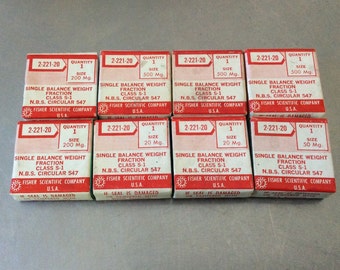 2-221-20
QUANTITY
1
SIZE
200 Mg.
SINGLE BALANCE WEIGHT
FRACTION
CLASS S-1
N.B.S. CIRCULAR 547
FISHER SCIENTIFIC COMPANY
U.S.A.
2-221-20
QUANTITY
1
SIZE
500 Mg.
SINGLE BALANCE WEIGHT
FRACTION
CLASS S-1
N.B.S. CIRCULAR 547
FISHER SCIENTIFIC COMPANY
2-221-20
QUANTITY
1
SIZE
500 Mg.
SINGLE BALANCE WEIGHT
FRACTION
CLASS S-1
N.B.S. CIRCULAR 547
FISHER SCIENTIFIC COMPANY
2-221-20
QUANTITY
1
SIZE
500 Mg.
SINGLE BALANCE WEIGHT
FRACTION
CLASS S-1
N.B.S. CIRCULAR 547
FISHER SCIENTIFIC COMPANY
2-221-20
QUANTITY
1
SIZE
200 Mg.
SINGLE BALANCE WEIGHT
FRACTION
CLASS S-1
N.B.S. CIRCULAR 547
FISHER SCIENTIFIC COMPANY
U.S.A.
2-221-20
QUANTITY
1
SIZE
20 Mg.
SINGLE BALANCE WEIGHT
FRACTION
CLASS S-1
N.B.S. CIRCULAR 547
FISHER SCIENTIFIC COMPANY
U.S.A.
IF SEAL IS DAMAGED
2-221-20
QUANTITY
1
SIZE
20 Mg.
SINGLE BALANCE WEIGHT
FRACTION
CLASS S-1
N.B.S. CIRCULAR 547
FISHER SCIENTIFIC COMPANY
U.S.A.
IF SEAL IS DAMAGED
2-221-20
QUANTITY
1
SIZE
50 Mg.
SINGLE BALANCE WEIGHT
FRACTION
CLASS S-1
N.B.S. CIRCULAR 547
FISHER SCIENTIFIC COMPANY
U.S.A.